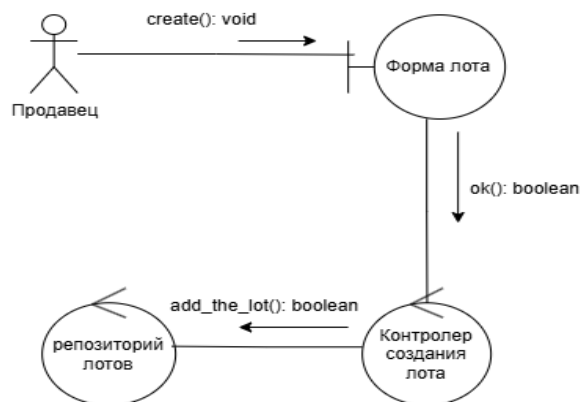 create(): void
Форма лота
Продавец
ok(): boolean
add_the_lot(): boolean
репозиторий
лотов
Контролер
создания
лота